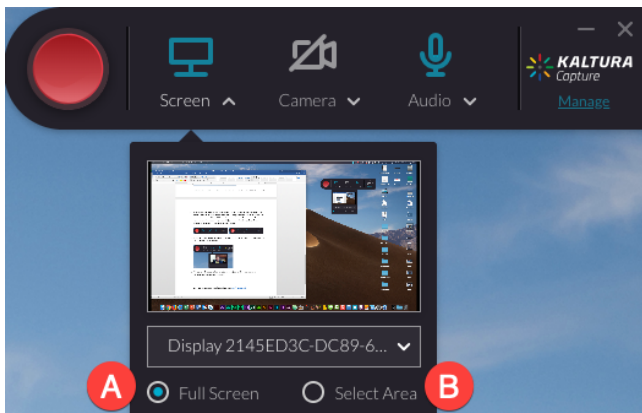 Screen
Camera
Audio
KALTURA
Capture
Manage
Display 2145ED3C-DC89-6...
A
Full Screen
Select Area
B